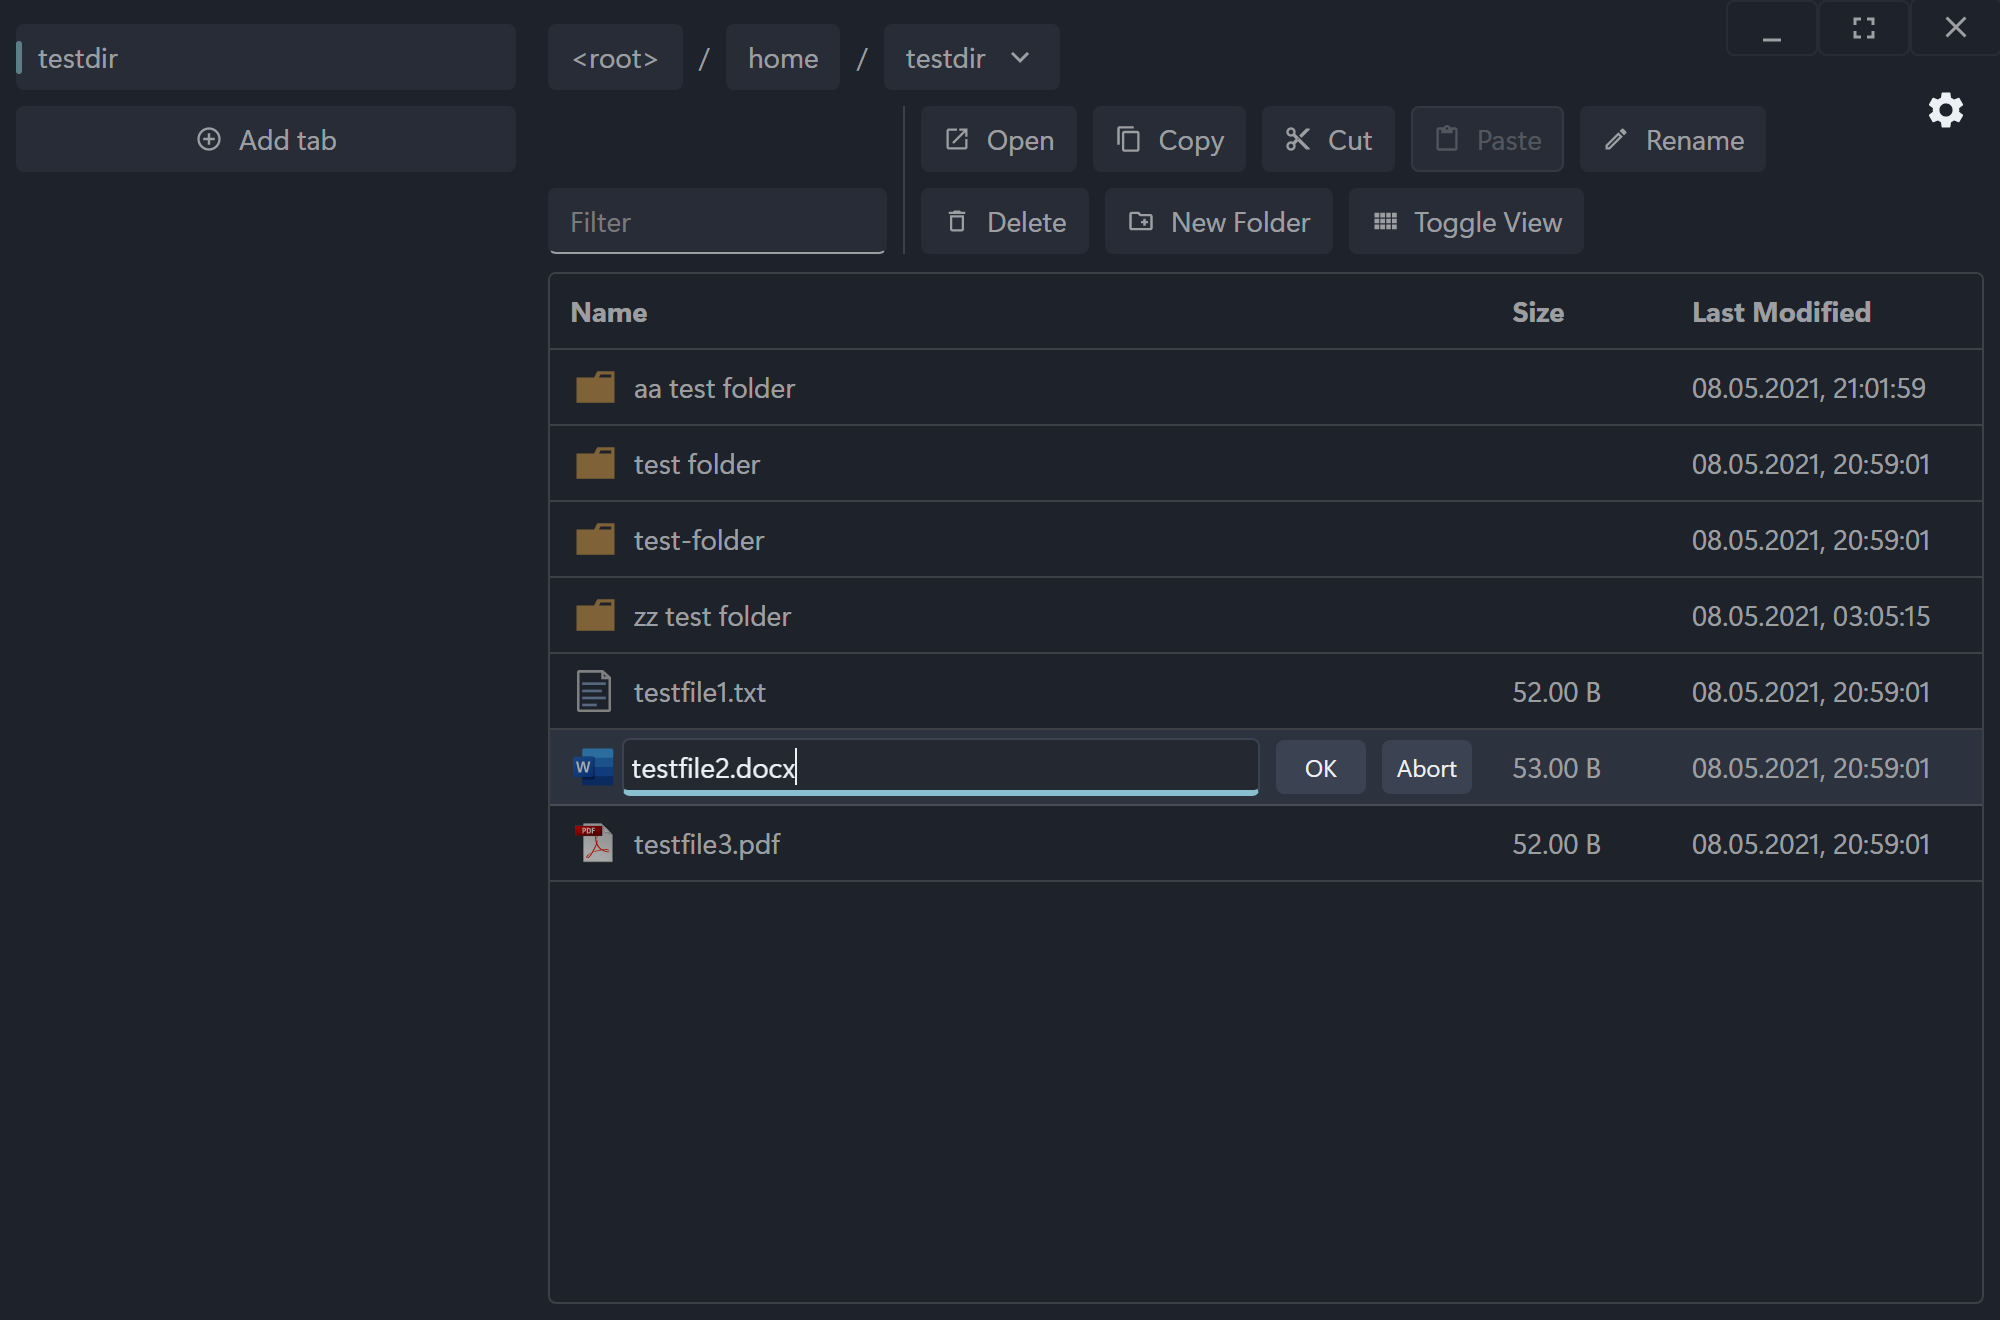 testdir
Add tab
<root> / home / testdir
Open Copy Cut Paste Rename
Filter
Delete New Folder Toggle View
Name Size Last Modified
aa test folder 08.05.2021, 21:01:59
test folder 08.05.2021, 20:59:01
test-folder 08.05.2021, 20:59:01
zz test folder 08.05.2021, 03:05:15
testfile1.txt 52.00 B 08.05.2021, 20:59:01
W testfile2.docx OK Abort 53.00 B 08.05.2021, 20:59:01
PDF testfile3.pdf 52.00 B 08.05.2021, 20:59:01